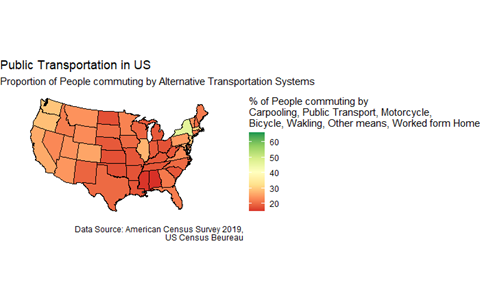 Public Transportation in US
Proportion of People commuting by Alternative Transportation Systems
% of People commuting by
Carpooling, Public Transport, Motorcycle,
Bicycle, Wakling, Other means, Worked form Home
60
50
40
30
20
Data Source: American Census Survey 2019,
US Census Beureau